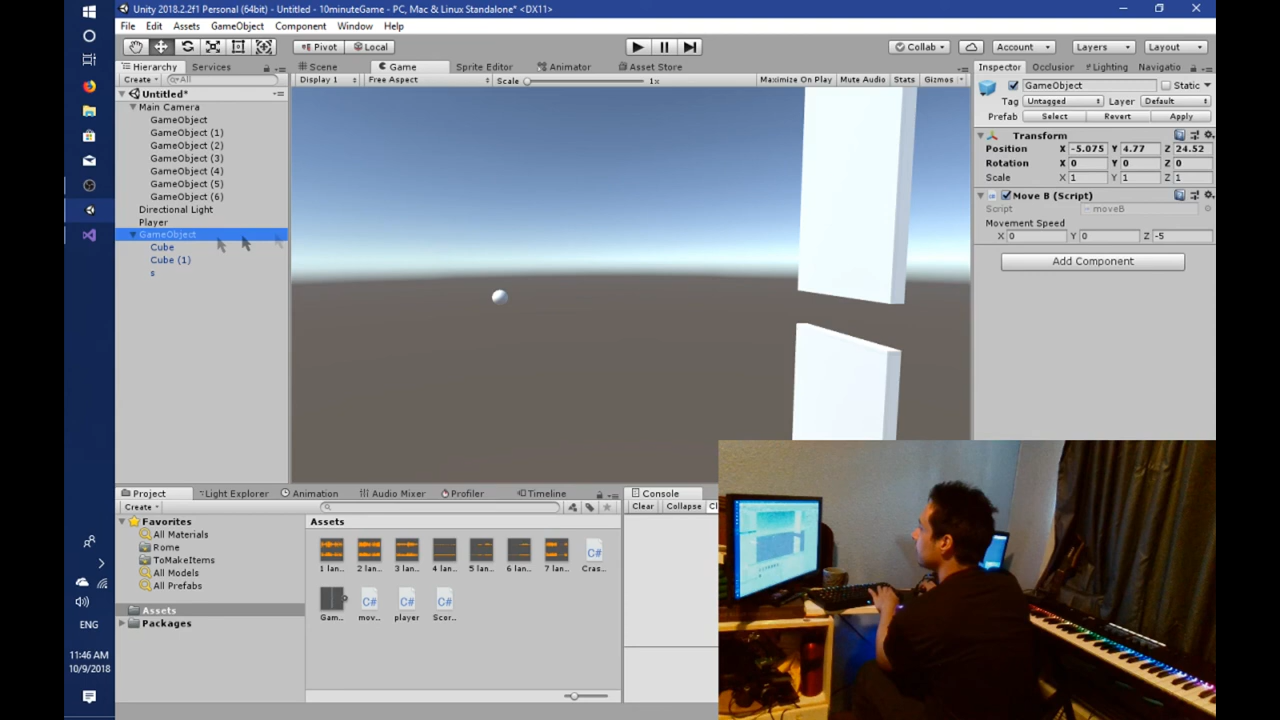 Unity 2018.2.2f1 Personal (64bit) - Untitled - 10minuteGame - PC, Mac & Linux Standalone* <DX11>
File Edit Assets GameObject Component Window Help
Pivot Local Collab Account Layers Layout
Hierarchy Services Scene Game Sprite Editor Animator Asset Store Inspector Occlusion Lighting Navigatio
Create All Display 1 Free Aspect Scale 1x Maximize On Play Mute Audio Stats Gizmos
GameObject Static
Untitled*
Tag Untagged Layer Default
Main Camera
Prefab Select Revert Apply
GameObject
GameObject (1)
Transform
GameObject (2)
Position X -5.075 Y 4.77 Z 24.52
GameObject (3)
Rotation X 0 Y 0 Z 0
GameObject (4)
Scale X 1 Y 1 Z 1
GameObject (5)
GameObject (6)
Move B (Script)
Directional Light
Script moveB
Player
Movement Speed
GameObject
X 0 Y 0 Z -5
Cube
Cube (1)
Add Component
s
Project Light Explorer Animation Audio Mixer Profiler Timeline Console
Create Clear Collapse
Favorites Assets
All Materials
Rome
ToMakeItems
All Models
All Prefabs
1 lan... 2 lan... 3 lan... 4 lan... 5 lan... 6 lan... 7 lan... Cras...
C#
Assets
Packages
Gam... mov... player Scor...
C# C# C#
ENG
11:46 AM
10/9/2018